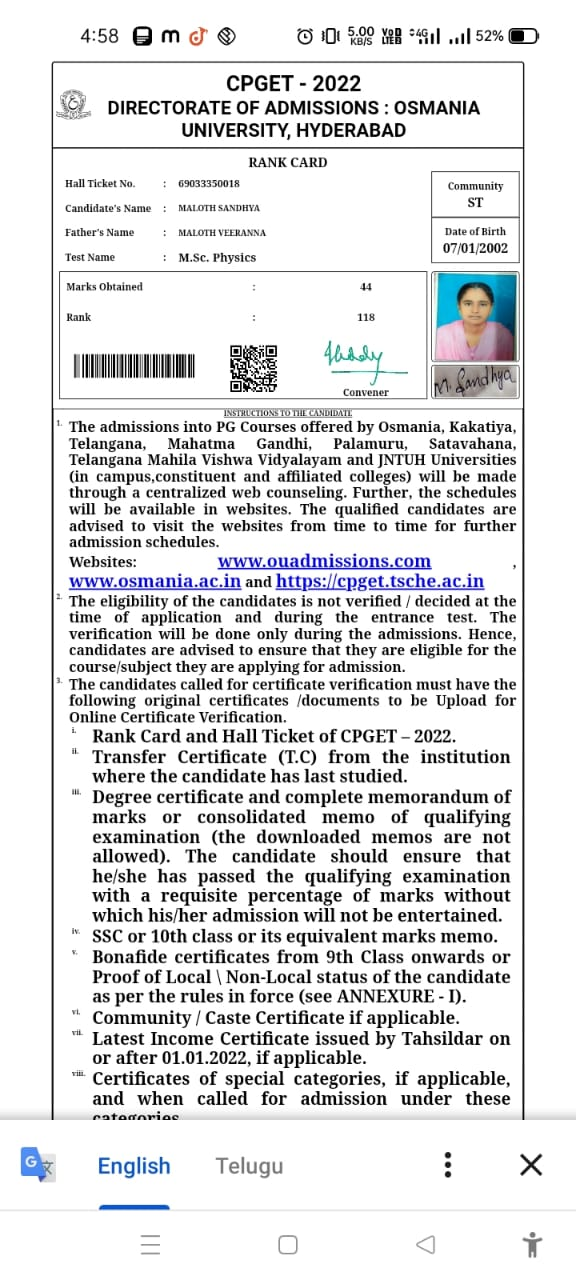 4:58 m 5.00 KB/S VoD LTEB 4G 52%
CPGET - 2022
DIRECTORATE OF ADMISSIONS : OSMANIA
UNIVERSITY, HYDERABAD
RANK CARD
Hall Ticket No. : 69033350018
Candidate's Name : MALOTH SANDHYA
Father's Name : MALOTH VEERANNA
Test Name : M.Sc. Physics
Community
ST
Date of Birth
07/01/2002
Marks Obtained : 44
Rank : 118
Convener
M. Sandhya
INSTRUCTIONS TO THE CANDIDATE
1. The admissions into PG Courses offered by Osmania, Kakatiya,
Telangana, Mahatma Gandhi, Palamuru, Satavahana,
Telangana Mahila Vishwa Vidyalayam and JNTUH Universities
(in campus,constituent and affiliated colleges) will be made
through a centralized web counseling. Further, the schedules
will be available in websites. The qualified candidates are
advised to visit the websites from time to time for further
admission schedules.
Websites: www.ouadmissions.com ,
www.osmania.ac.in and https://cpget.tsche.ac.in
2. The eligibility of the candidates is not verified / decided at the
time of application and during the entrance test. The
verification will be done only during the admissions. Hence,
candidates are advised to ensure that they are eligible for the
course/subject they are applying for admission.
3. The candidates called for certificate verification must have the
following original certificates /documents to be Upload for
Online Certificate Verification.
i. Rank Card and Hall Ticket of CPGET – 2022.
ii. Transfer Certificate (T.C) from the institution
where the candidate has last studied.
iii. Degree certificate and complete memorandum of
marks or consolidated memo of qualifying
examination (the downloaded memos are not
allowed). The candidate should ensure that
he/she has passed the qualifying examination
with a requisite percentage of marks without
which his/her admission will not be entertained.
iv. SSC or 10th class or its equivalent marks memo.
v. Bonafide certificates from 9th Class onwards or
Proof of Local \ Non-Local status of the candidate
as per the rules in force (see ANNEXURE - I).
vi. Community / Caste Certificate if applicable.
vii. Latest Income Certificate issued by Tahsildar on
or after 01.01.2022, if applicable.
viii. Certificates of special categories, if applicable,
and when called for admission under these
categories
English Telugu